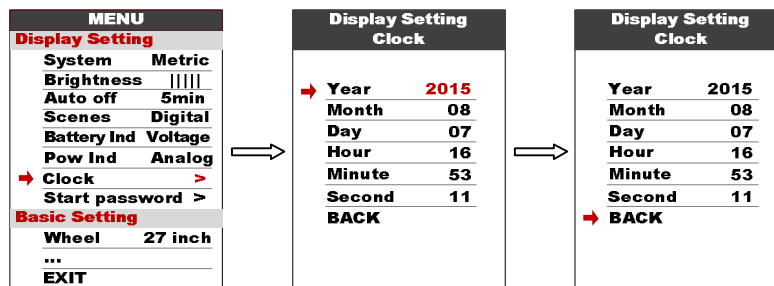 MENU
Display Setting
System Metric
Brightness |||||
Auto off 5min
Scenes Digital
Battery Ind Voltage
Pow Ind Analog
Clock >
Start password >
Basic Setting
Wheel 27 inch
...
EXIT
Display Setting
Clock
Year 2015
Month 08
Day 07
Hour 16
Minute 53
Second 11
BACK
Display Setting
Clock
Year 2015
Month 08
Day 07
Hour 16
Minute 53
Second 11
BACK